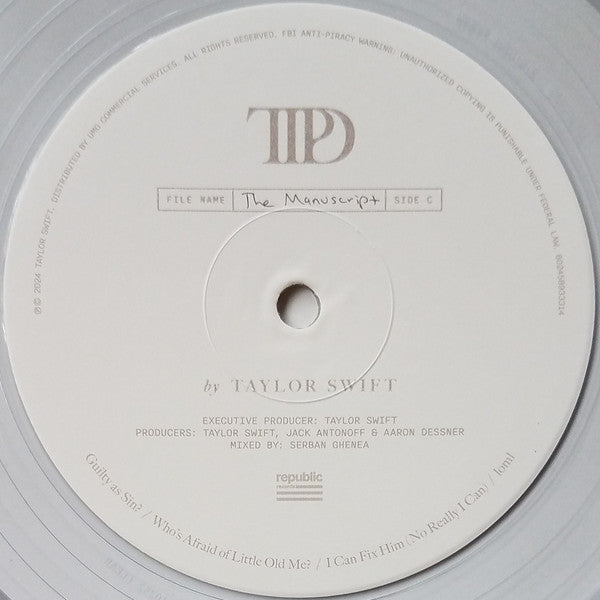 ℗© 2024 TAYLOR SWIFT. DISTRIBUTED BY UMG COMMERCIAL SERVICES. ALL RIGHTS RESERVED. FBI ANTI-PIRACY WARNING: UNAUTHORIZED COPYING IS PUNISHABLE UNDER FEDERAL LAW. 602458933314
TTPD
FILE NAME The Manuscript SIDE C
by TAYLOR SWIFT
EXECUTIVE PRODUCER: TAYLOR SWIFT
PRODUCERS: TAYLOR SWIFT, JACK ANTONOFF & AARON DESSNER
MIXED BY: SERBAN GHENEA
republic
records
Guilty as Sin? / Who's Afraid of Little Old Me? / I Can Fix Him (No Really I Can) / loml